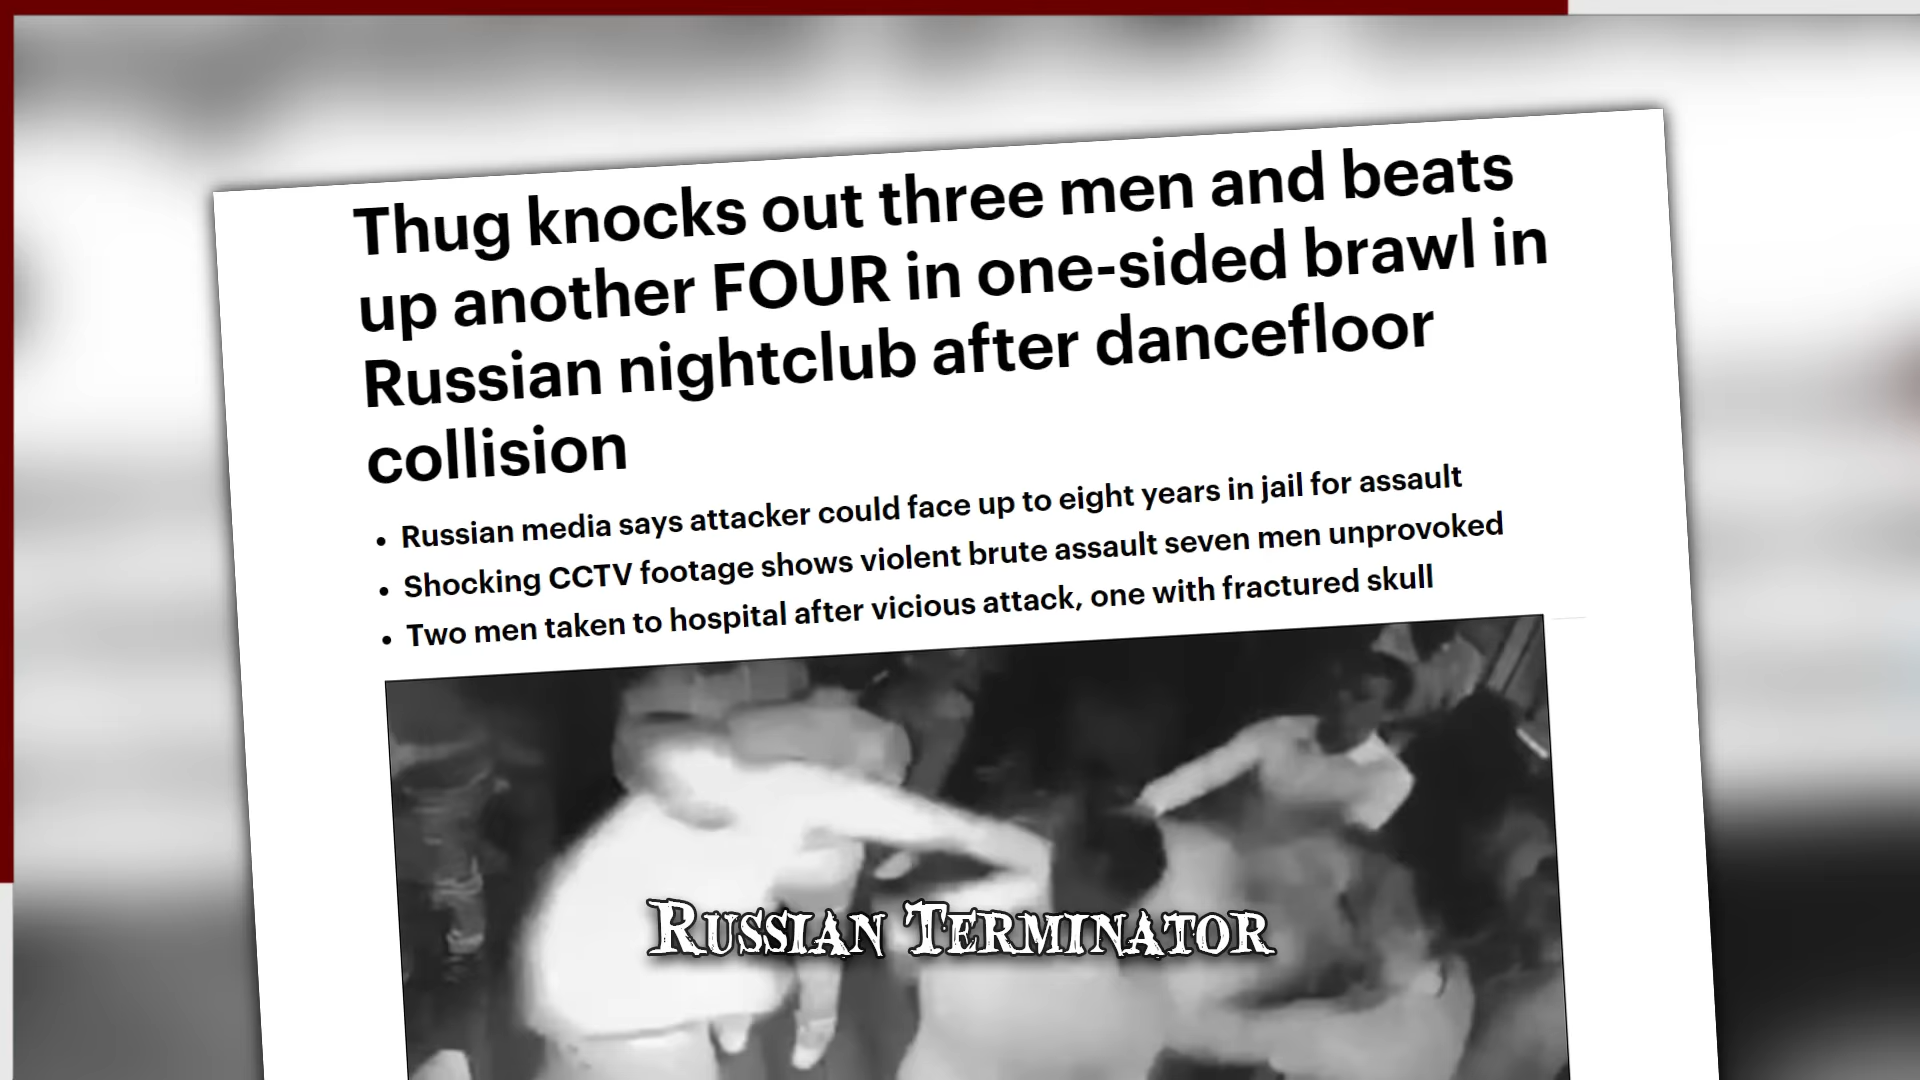 Thug knocks out three men and beats
up another FOUR in one-sided brawl in
Russian nightclub after dancefloor
collision
• Russian media says attacker could face up to eight years in jail for assault
• Shocking CCTV footage shows violent brute assault seven men unprovoked
• Two men taken to hospital after vicious attack, one with fractured skull
Russian Terminator